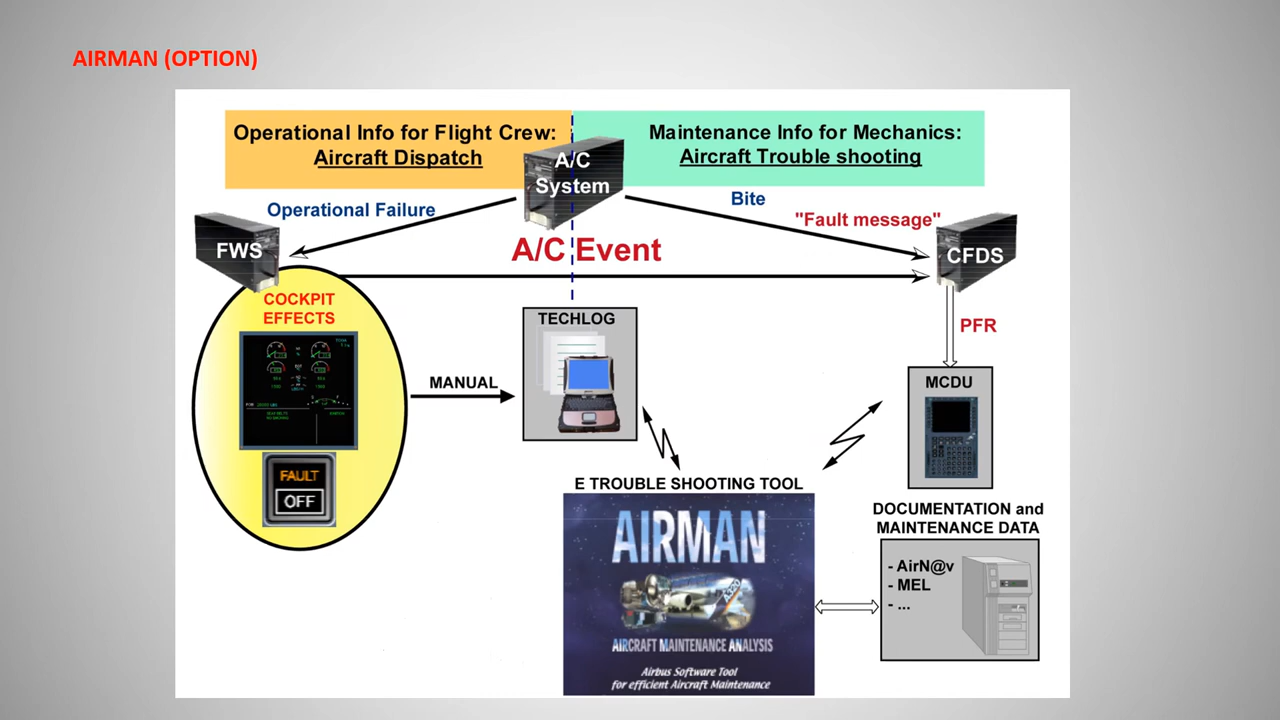 AIRMAN (OPTION)
Operational Info for Flight Crew:
Aircraft Dispatch
Maintenance Info for Mechanics:
Aircraft Trouble shooting
A/C
System
Operational Failure
Bite
"Fault message"
FWS
A/C Event
CFDS
COCKPIT
EFFECTS
TECHLOG
PFR
MANUAL
MCDU
FAULT
OFF
E TROUBLE SHOOTING TOOL
AIRMAN
AIRCRAFT MAINTENANCE ANALYSIS
Airbus Software Tool
for efficient Aircraft Maintenance
DOCUMENTATION and
MAINTENANCE DATA
- AirN@v
- MEL
- ...